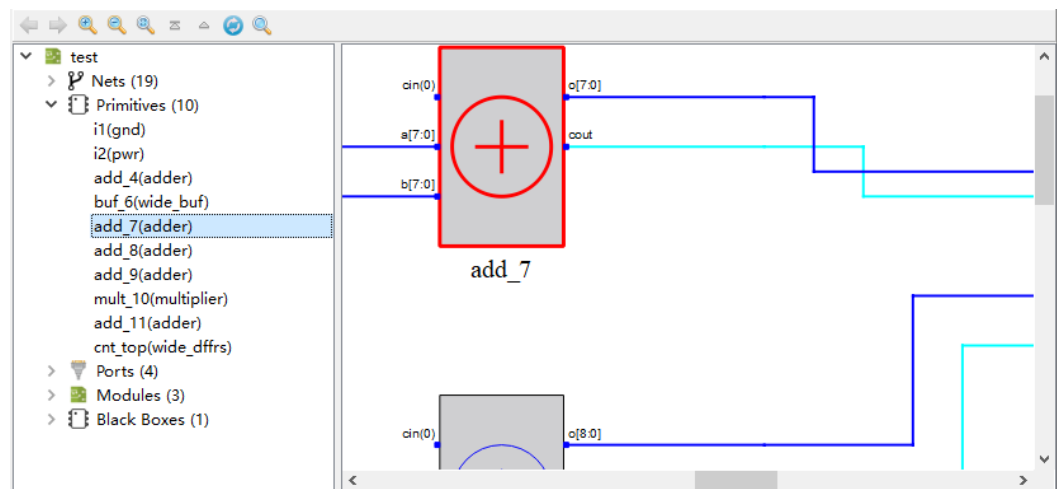 test
Nets (19)
Primitives (10)
i1(gnd)
i2(pwr)
add_4(adder)
buf_6(wide_buf)
add_7(adder)
add_8(adder)
add_9(adder)
mult_10(multiplier)
add_11(adder)
cnt_top(wide_dffrs)
Ports (4)
Modules (3)
Black Boxes (1)
cin(0)
o[7:0]
a[7:0]
cout
b[7:0]
add_7
cin(0)
o[8:0]